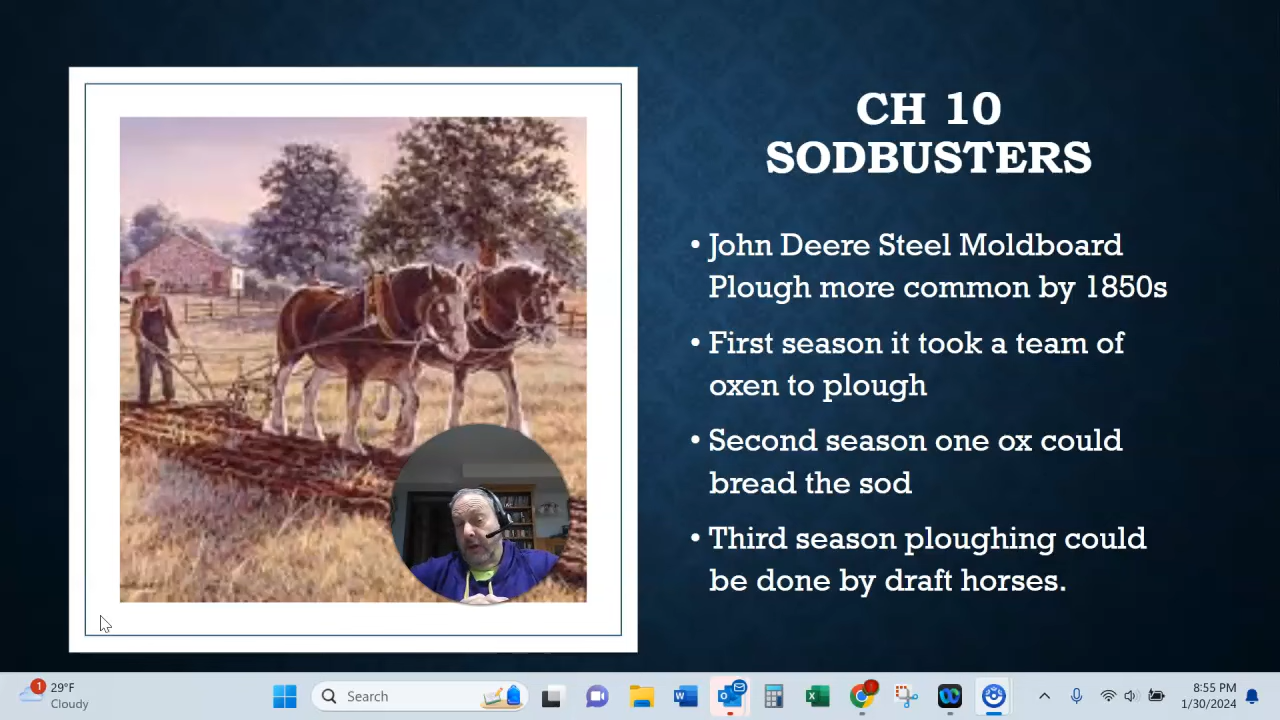 CH 10
SODBUSTERS
• John Deere Steel Moldboard
Plough more common by 1850s
• First season it took a team of
oxen to plough
• Second season one ox could
bread the sod
• Third season ploughing could
be done by draft horses.
1
29°F
Cloudy
Search
8:55 PM
1/30/2024